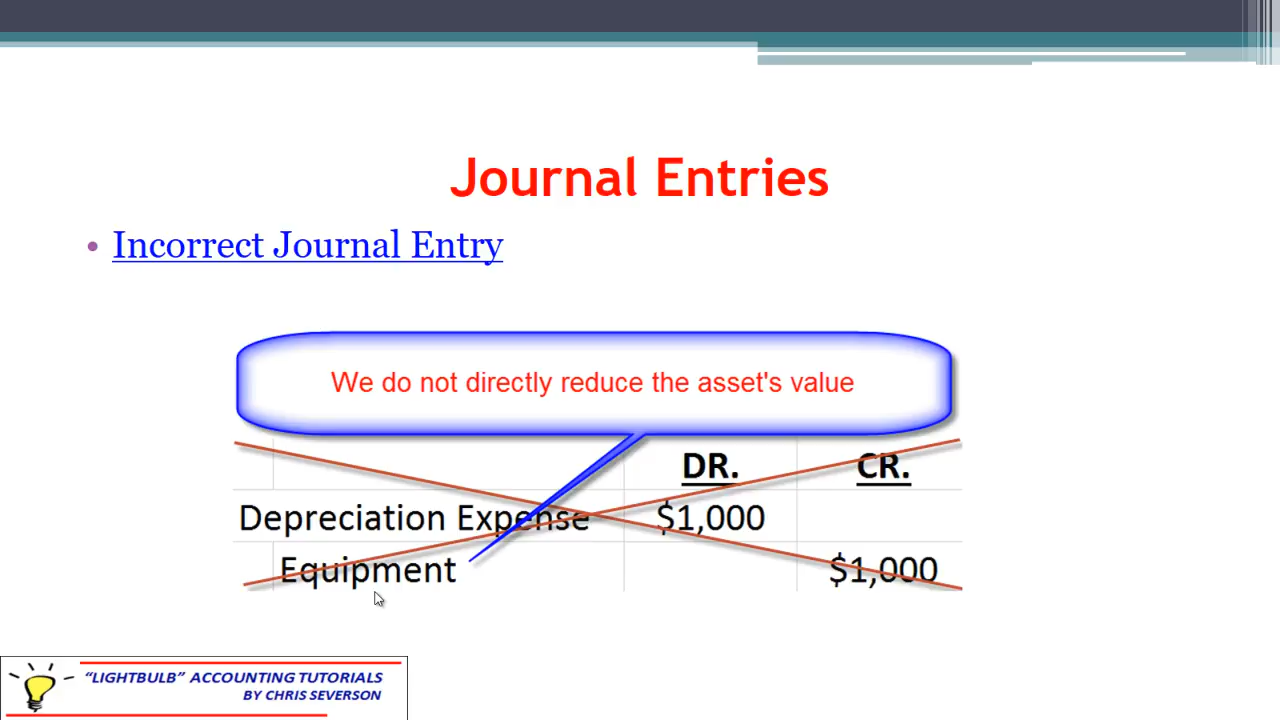 Journal Entries
• Incorrect Journal Entry
We do not directly reduce the asset's value
DR. CR.
Depreciation Expense $1,000
Equipment $1,000
“LIGHTBULB” ACCOUNTING TUTORIALS
BY CHRIS SEVERSON